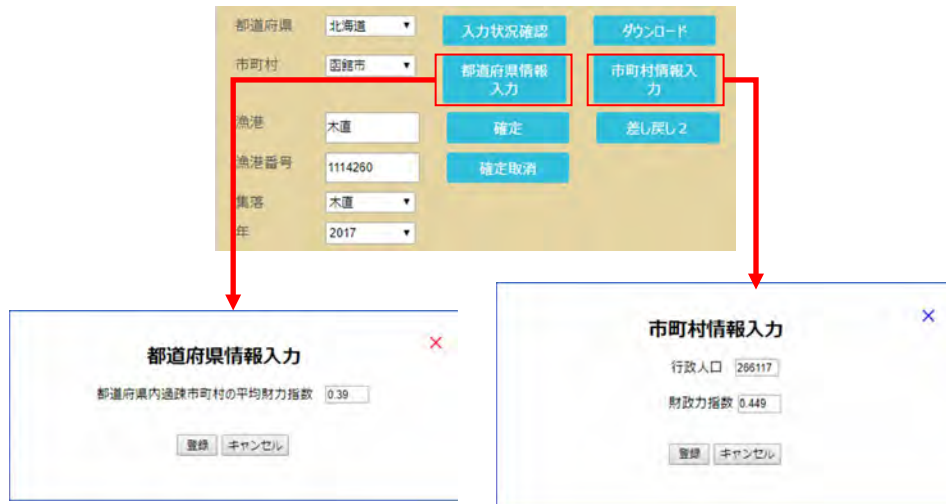 都道府県 北海道 ▼ 入力状況確認 ダウンロード
市町村 函館市 ▼ 都道府県情報 市町村情報入
入力 力
漁港 木直 確定 差し戻し2
漁港番号 1114260 確定取消
集落 木直 ▼
年 2017 ▼
都道府県情報入力 ×
都道府県内過疎市町村の平均財力指数 0.39
登録 キャンセル
市町村情報入力 ×
行政人口 266117
財政力指数 0.449
登録 キャンセル